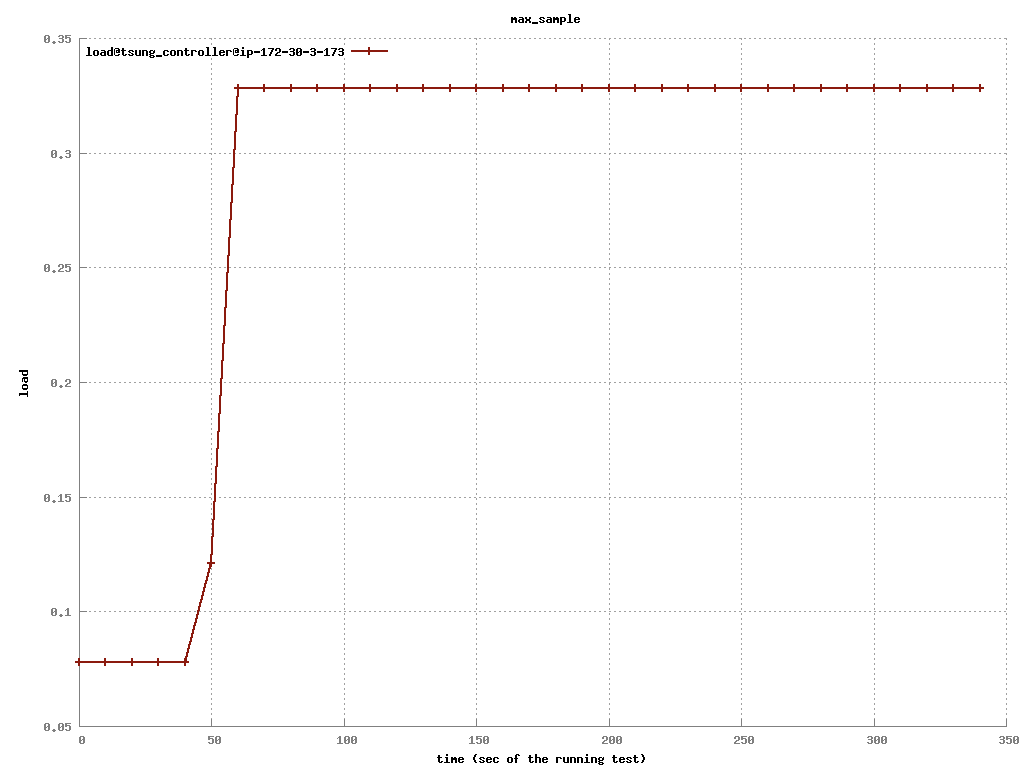 max_sample
load@tsung_controller@ip-172-30-3-173
0.35
0.3
0.25
0.2
0.15
0.1
0.05
load
0 50 100 150 200 250 300 350
time (sec of the running test)